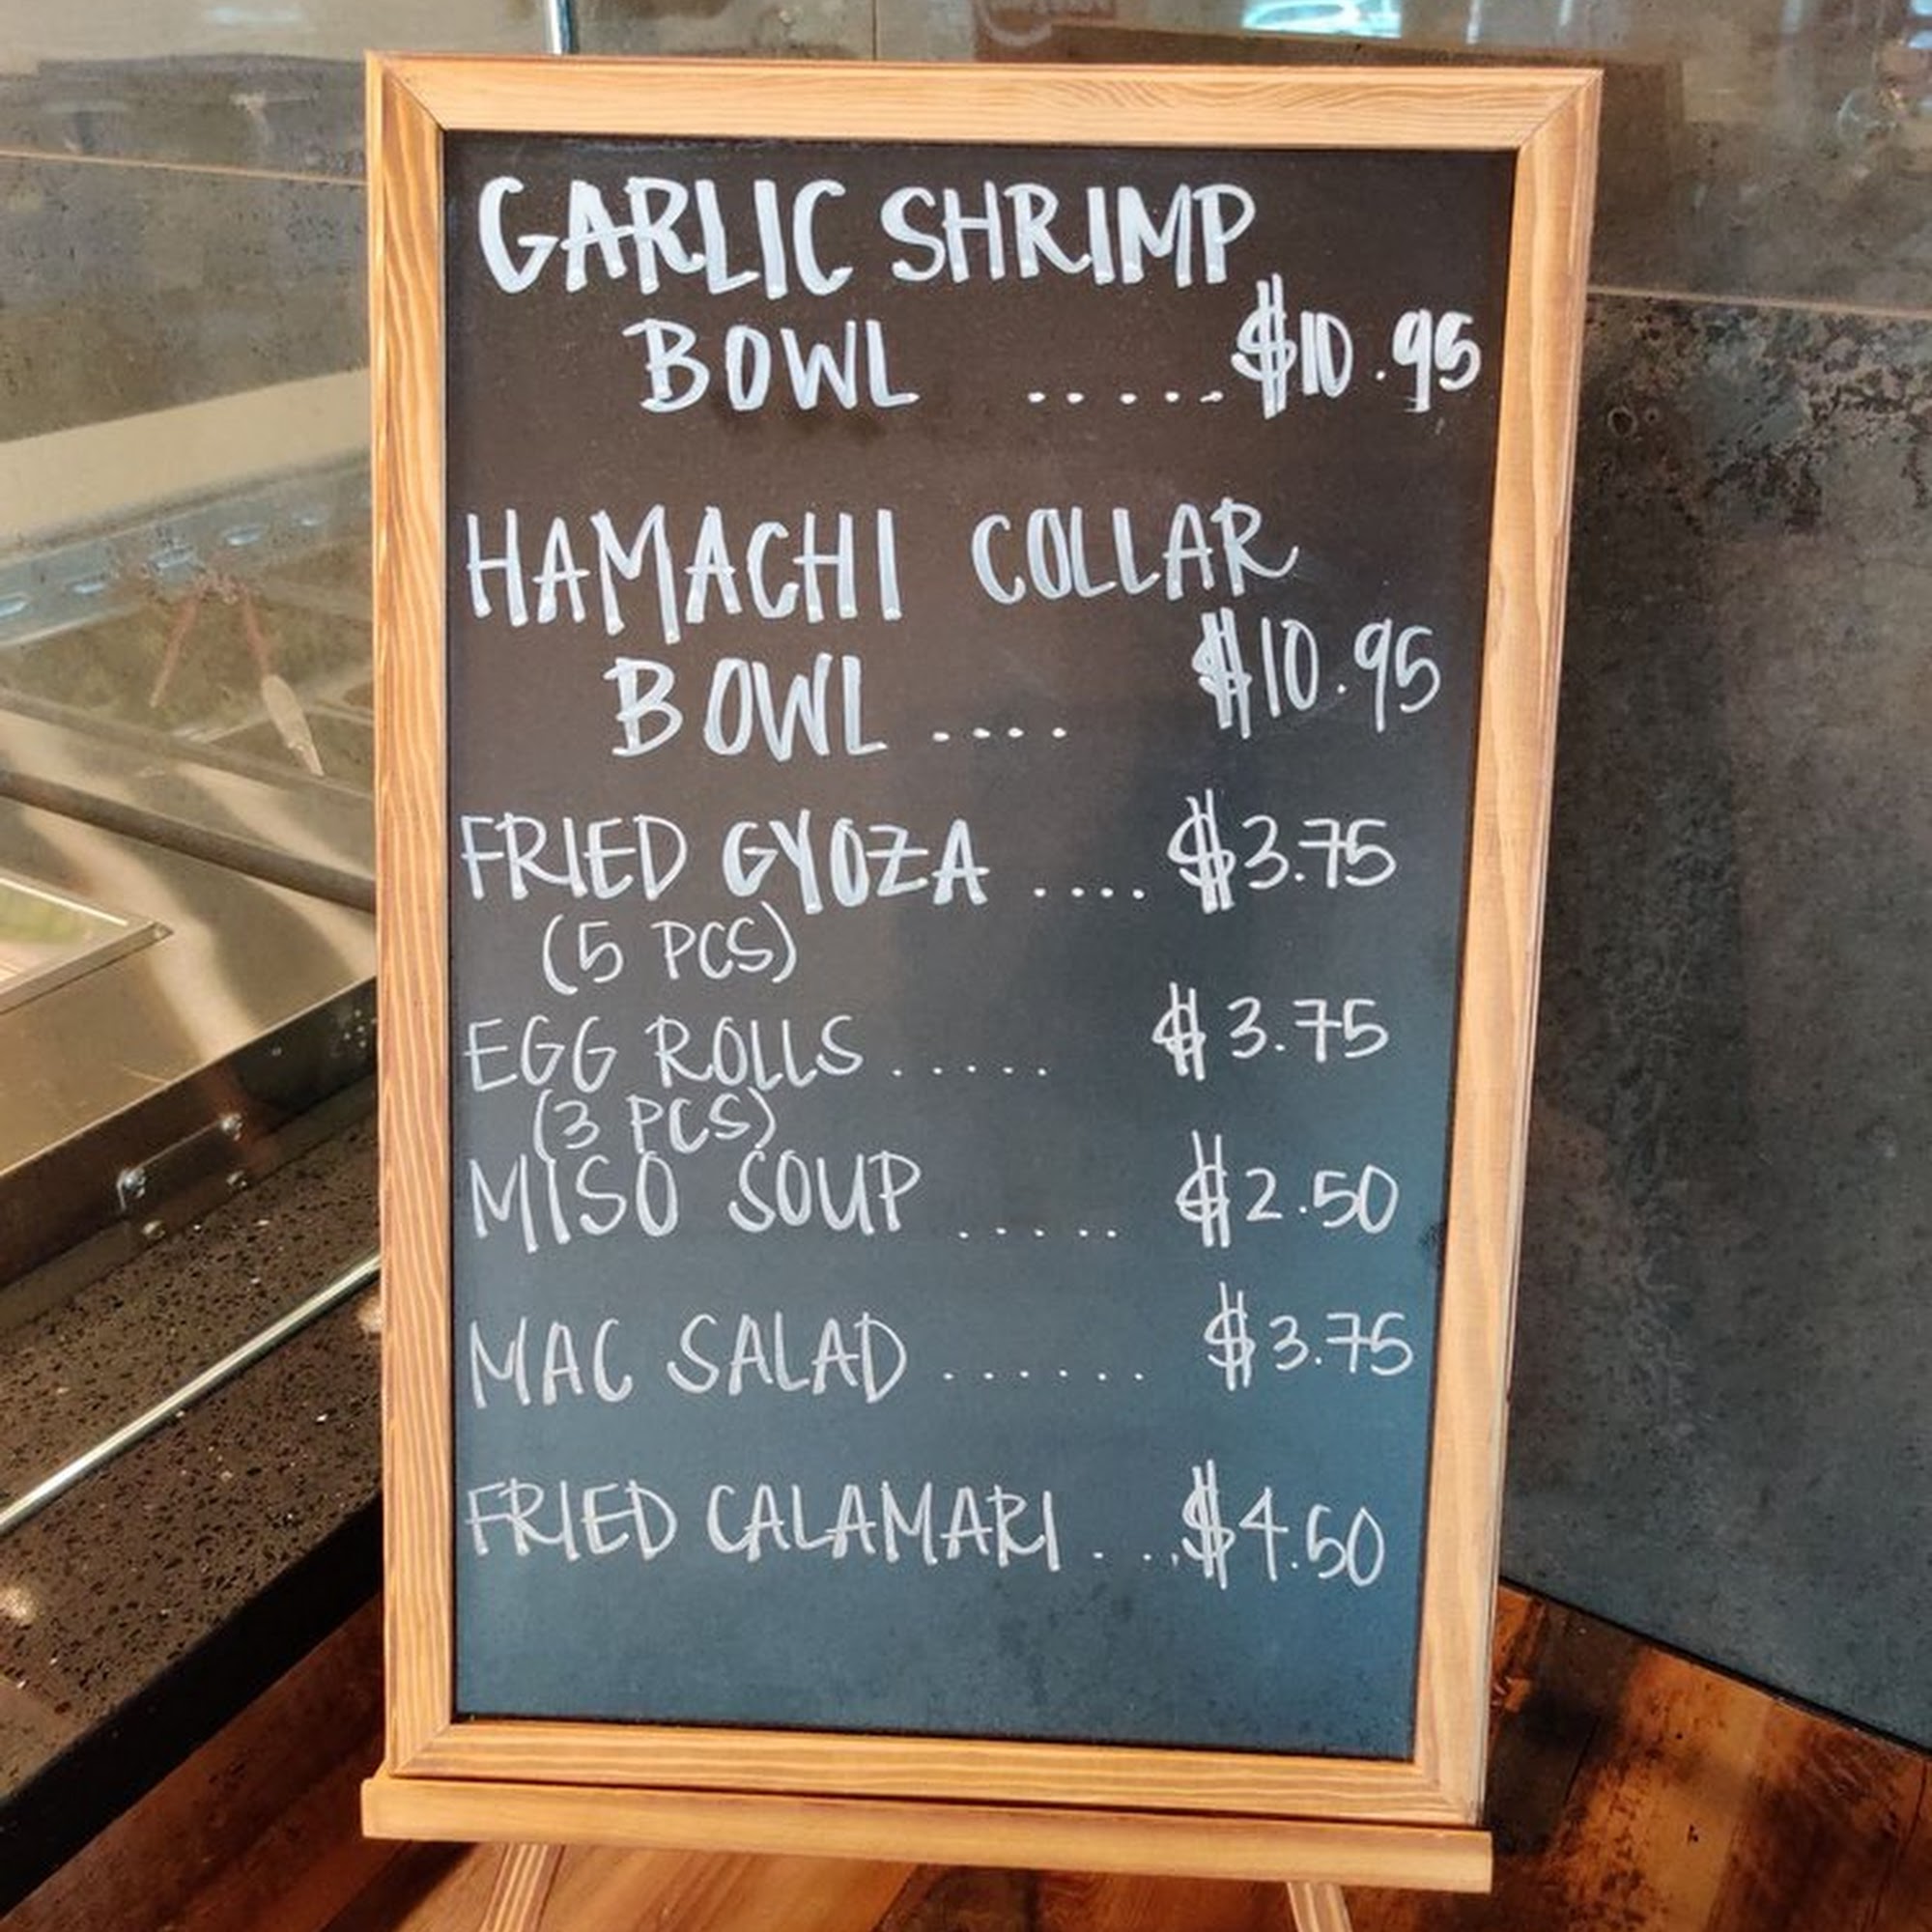 GARLIC SHRIMP
BOWL ..... $10.95
HAMACHI COLLAR
BOWL .... $10.95
FRIED GYOZA .... $3.75
(5 PCS)
EGG ROLLS ..... $3.75
(3 PCS)
MISO SOUP ..... $2.50
MAC SALAD ...... $3.75
FRIED CALAMARI .... $4.50